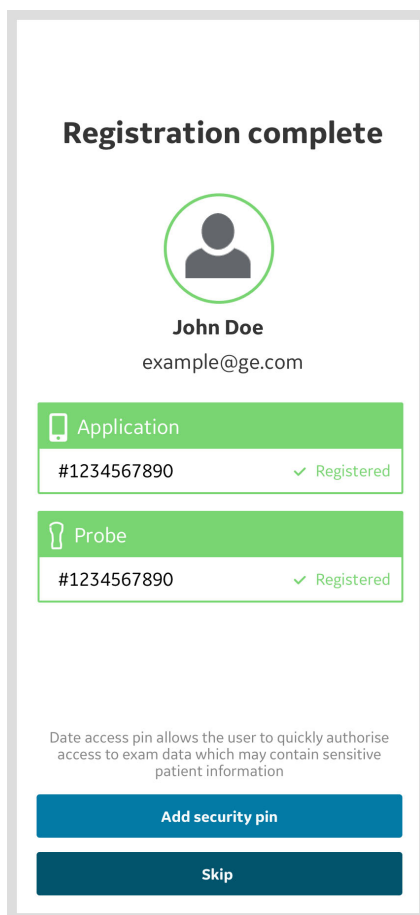 Registration complete
John Doe
example@ge.com
Application
#1234567890 ✓ Registered
Probe
#1234567890 ✓ Registered
Date access pin allows the user to quickly authorise
access to exam data which may contain sensitive
patient information
Add security pin
Skip